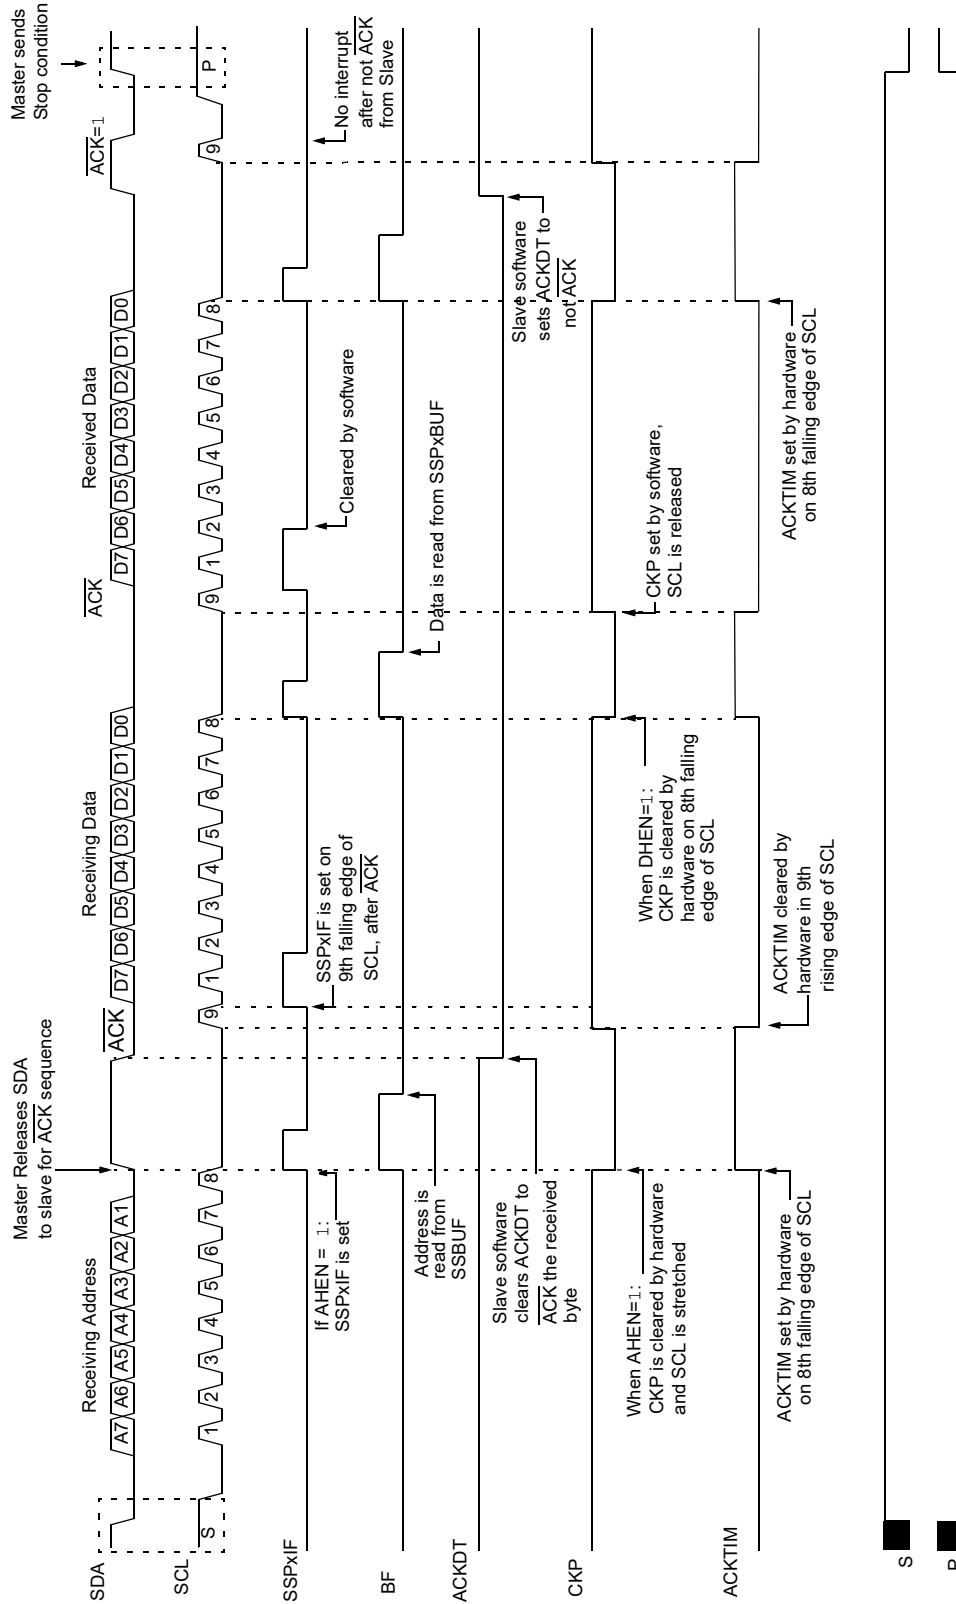 Master Releases SDA
to slave for ACK sequence
Master sends
Stop condition
Receiving Address
Receiving Data
Received Data
ACK
ACK
ACK=1
SDA
A7 A6 A5 A4 A3 A2 A1
D7 D6 D5 D4 D3 D2 D1 D0
D7 D6 D5 D4 D3 D2 D1 D0
SCL
S
1 2 3 4 5 6 7 8 9
1 2 3 4 5 6 7 8 9
1 2 3 4 5 6 7 8 9
P
SSPxIF
If AHEN = 1:
SSPxIF is set
SSPxIF is set on
9th falling edge of
SCL, after ACK
Cleared by software
No interrupt
after not ACK
from Slave
BF
Address is
read from
SSBUF
Data is read from SSPxBUF
ACKDT
Slave software
clears ACKDT to
ACK the received
byte
Slave software
sets ACKDT to
not ACK
CKP
When AHEN=1:
CKP is cleared by hardware
and SCL is stretched
When DHEN=1:
CKP is cleared by
hardware on 8th falling
edge of SCL
CKP set by software,
SCL is released
ACKTIM
ACKTIM set by hardware
on 8th falling edge of SCL
ACKTIM cleared by
hardware in 9th
rising edge of SCL
ACKTIM set by hardware
on 8th falling edge of SCL
S
P